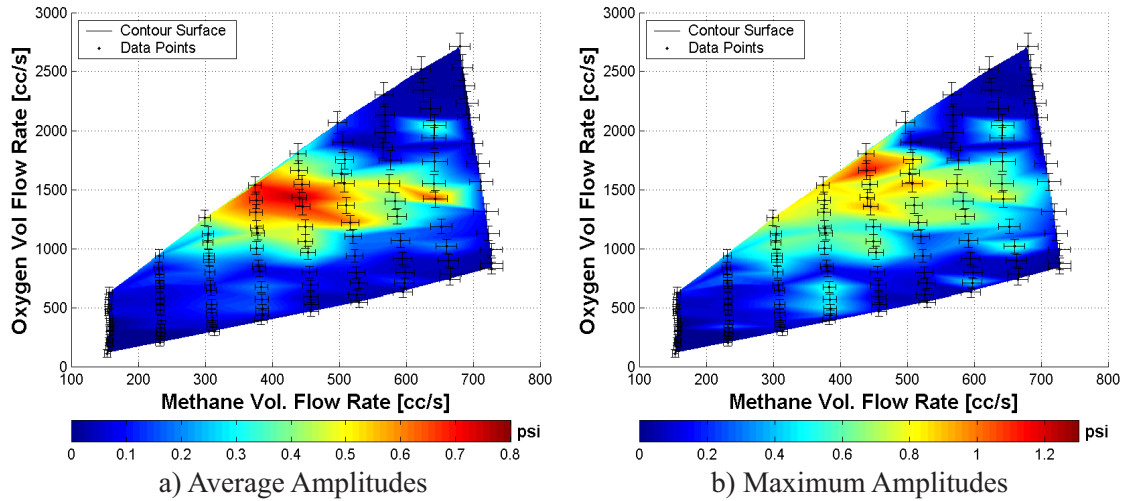 Contour Surface
Data Points
Oxygen Vol Flow Rate [cc/s]
3000
2500
2000
1500
1000
500
0
100 200 300 400 500 600 700 800
Methane Vol. Flow Rate [cc/s]
psi
0 0.1 0.2 0.3 0.4 0.5 0.6 0.7 0.8
a) Average Amplitudes
Contour Surface
Data Points
Oxygen Vol Flow Rate [cc/s]
3000
2500
2000
1500
1000
500
0
100 200 300 400 500 600 700 800
Methane Vol. Flow Rate [cc/s]
psi
0 0.2 0.4 0.6 0.8 1 1.2
b) Maximum Amplitudes